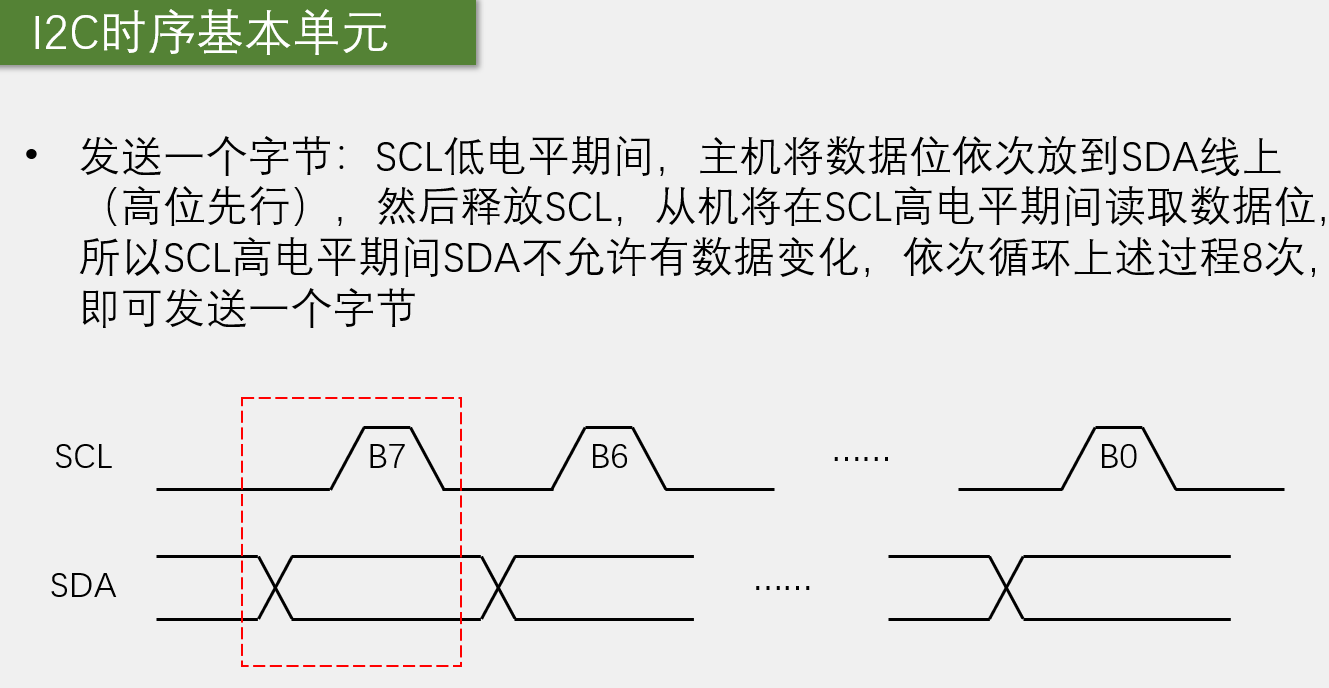 I2C时序基本单元
• 发送一个字节：SCL低电平期间，主机将数据位依次放到SDA线上
（高位先行），然后释放SCL，从机将在SCL高电平期间读取数据位，
所以SCL高电平期间SDA不允许有数据变化，依次循环上述过程8次，
即可发送一个字节
SCL B7 B6 …… B0
SDA ……